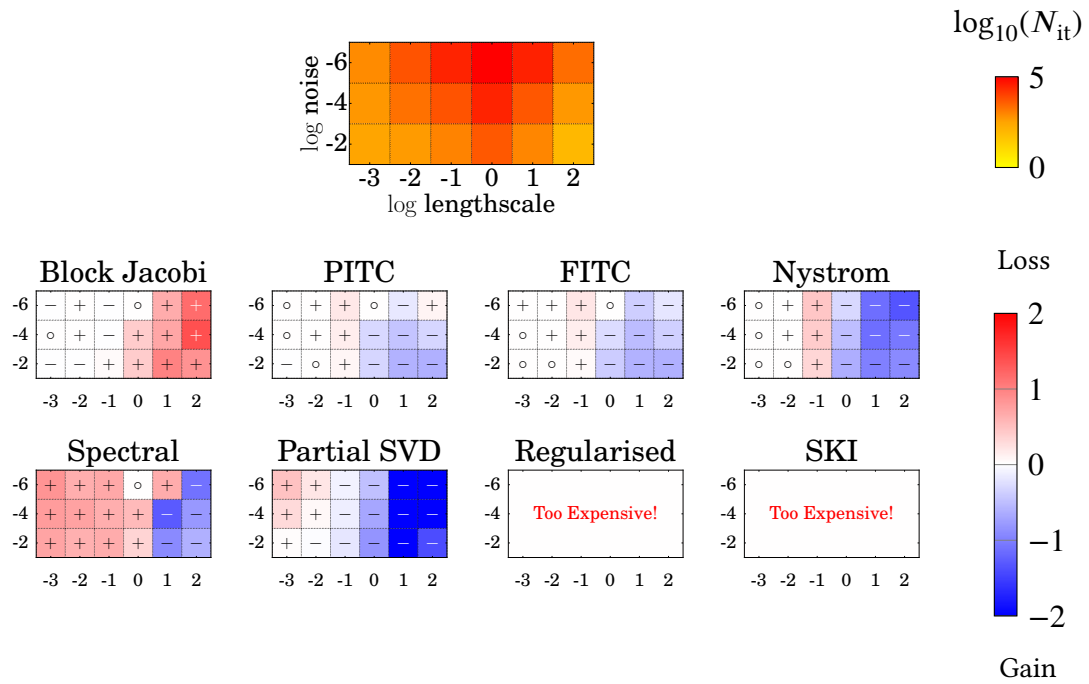 log₁₀(N_it)
-6
-4
-2
log noise
-3 -2 -1 0 1 2
log lengthscale
5
0
Block Jacobi PITC FITC Nystrom
-6 − + − ∘ + + -6 ∘ + + ∘ − + -6 + + + ∘ − − -6 ∘ + + − − −
-4 ∘ + − + + + -4 ∘ + + − − − -4 ∘ + + − − − -4 ∘ + + − − −
-2 − − − + + + -2 − ∘ + − − − -2 ∘ ∘ + − − − -2 ∘ ∘ + − − −
-3 -2 -1 0 1 2 -3 -2 -1 0 1 2 -3 -2 -1 0 1 2 -3 -2 -1 0 1 2
Spectral Partial SVD Regularised SKI
-6 + + + ∘ + − -6 + + − − − − -6 -6
-4 + + + + − − -4 + + − − − − -4 Too Expensive! -4 Too Expensive!
-2 + + + + − − -2 + − − − − − -2 -2
-3 -2 -1 0 1 2 -3 -2 -1 0 1 2 -3 -2 -1 0 1 2 -3 -2 -1 0 1 2
Loss
2
1
0
−1
−2
Gain